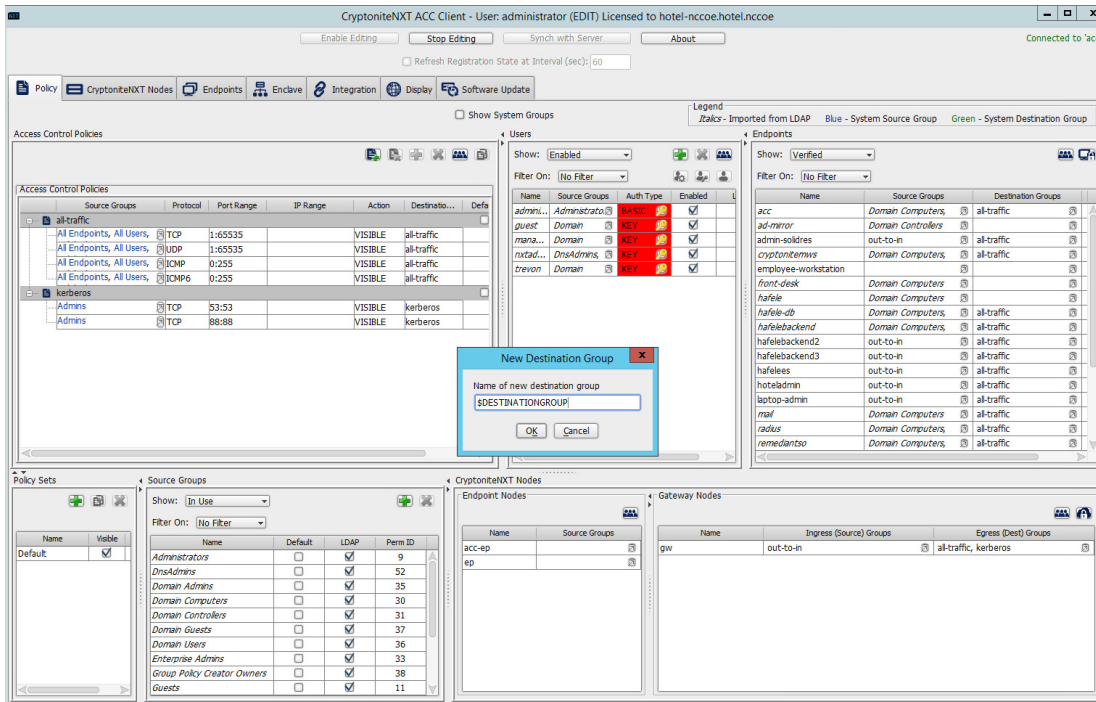 CryptoniteNXT ACC Client - User: administrator (EDIT) Licensed to hotel-nccoe.hotel.nccoe
Enable Editing Stop Editing Synch with Server About Connected to 'acc
Refresh Registration State at Interval (sec): 60
Policy CryptoniteNXT Nodes Endpoints Enclave Integration Display Software Update
Show System Groups
Legend
Italics - Imported from LDAP Blue - System Source Group Green - System Destination Group
Access Control Policies
Access Control Policies
Source Groups Protocol Port Range IP Range Action Destinatio... Defa
all-traffic
All Endpoints, All Users, TCP 1:65535 VISIBLE all-traffic
All Endpoints, All Users, UDP 1:65535 VISIBLE all-traffic
All Endpoints, All Users, ICMP 0:255 VISIBLE all-traffic
All Endpoints, All Users, ICMP6 0:255 VISIBLE all-traffic
kerberos
Admins TCP 53:53 VISIBLE kerberos
Admins TCP 88:88 VISIBLE kerberos
Users
Show: Enabled
Filter On: No Filter
Name Source Groups Auth Type Enabled L
admini... Administrato BASIC
guest Domain KEY
mana... Domain KEY
nxtad... DnsAdmins, KEY
trevon Domain KEY
Endpoints
Show: Verified
Filter On: No Filter
Name Source Groups Destination Groups
acc Domain Computers, all-traffic
ad-mirror Domain Controllers
admin-solidres out-to-in all-traffic
cryptonitemws Domain Computers, all-traffic
employee-workstation
front-desk Domain Computers
hafele Domain Computers
hafele-db Domain Computers, all-traffic
hafelebackend Domain Computers, all-traffic
hafelebackend2 out-to-in all-traffic
hafelebackend3 out-to-in all-traffic
hafelees out-to-in all-traffic
hoteladmin out-to-in all-traffic
laptop-admin out-to-in all-traffic
mail Domain Computers, all-traffic
radius Domain Computers, all-traffic
remediantso Domain Computers, all-traffic
New Destination Group x
Name of new destination group
$DESTINATIONGROUP
OK Cancel
Policy Sets
Name Visible
Default
Source Groups
Show: In Use
Filter On: No Filter
Name Default LDAP Perm ID
Administrators 9
DnsAdmins 52
Domain Admins 35
Domain Computers 30
Domain Controllers 31
Domain Guests 37
Domain Users 36
Enterprise Admins 33
Group Policy Creator Owners 38
Guests 11
CryptoniteNXT Nodes
Endpoint Nodes
Name Source Groups
acc-ep
ep
Gateway Nodes
Name Ingress (Source) Groups Egress (Dest) Groups
gw out-to-in all-traffic, kerberos